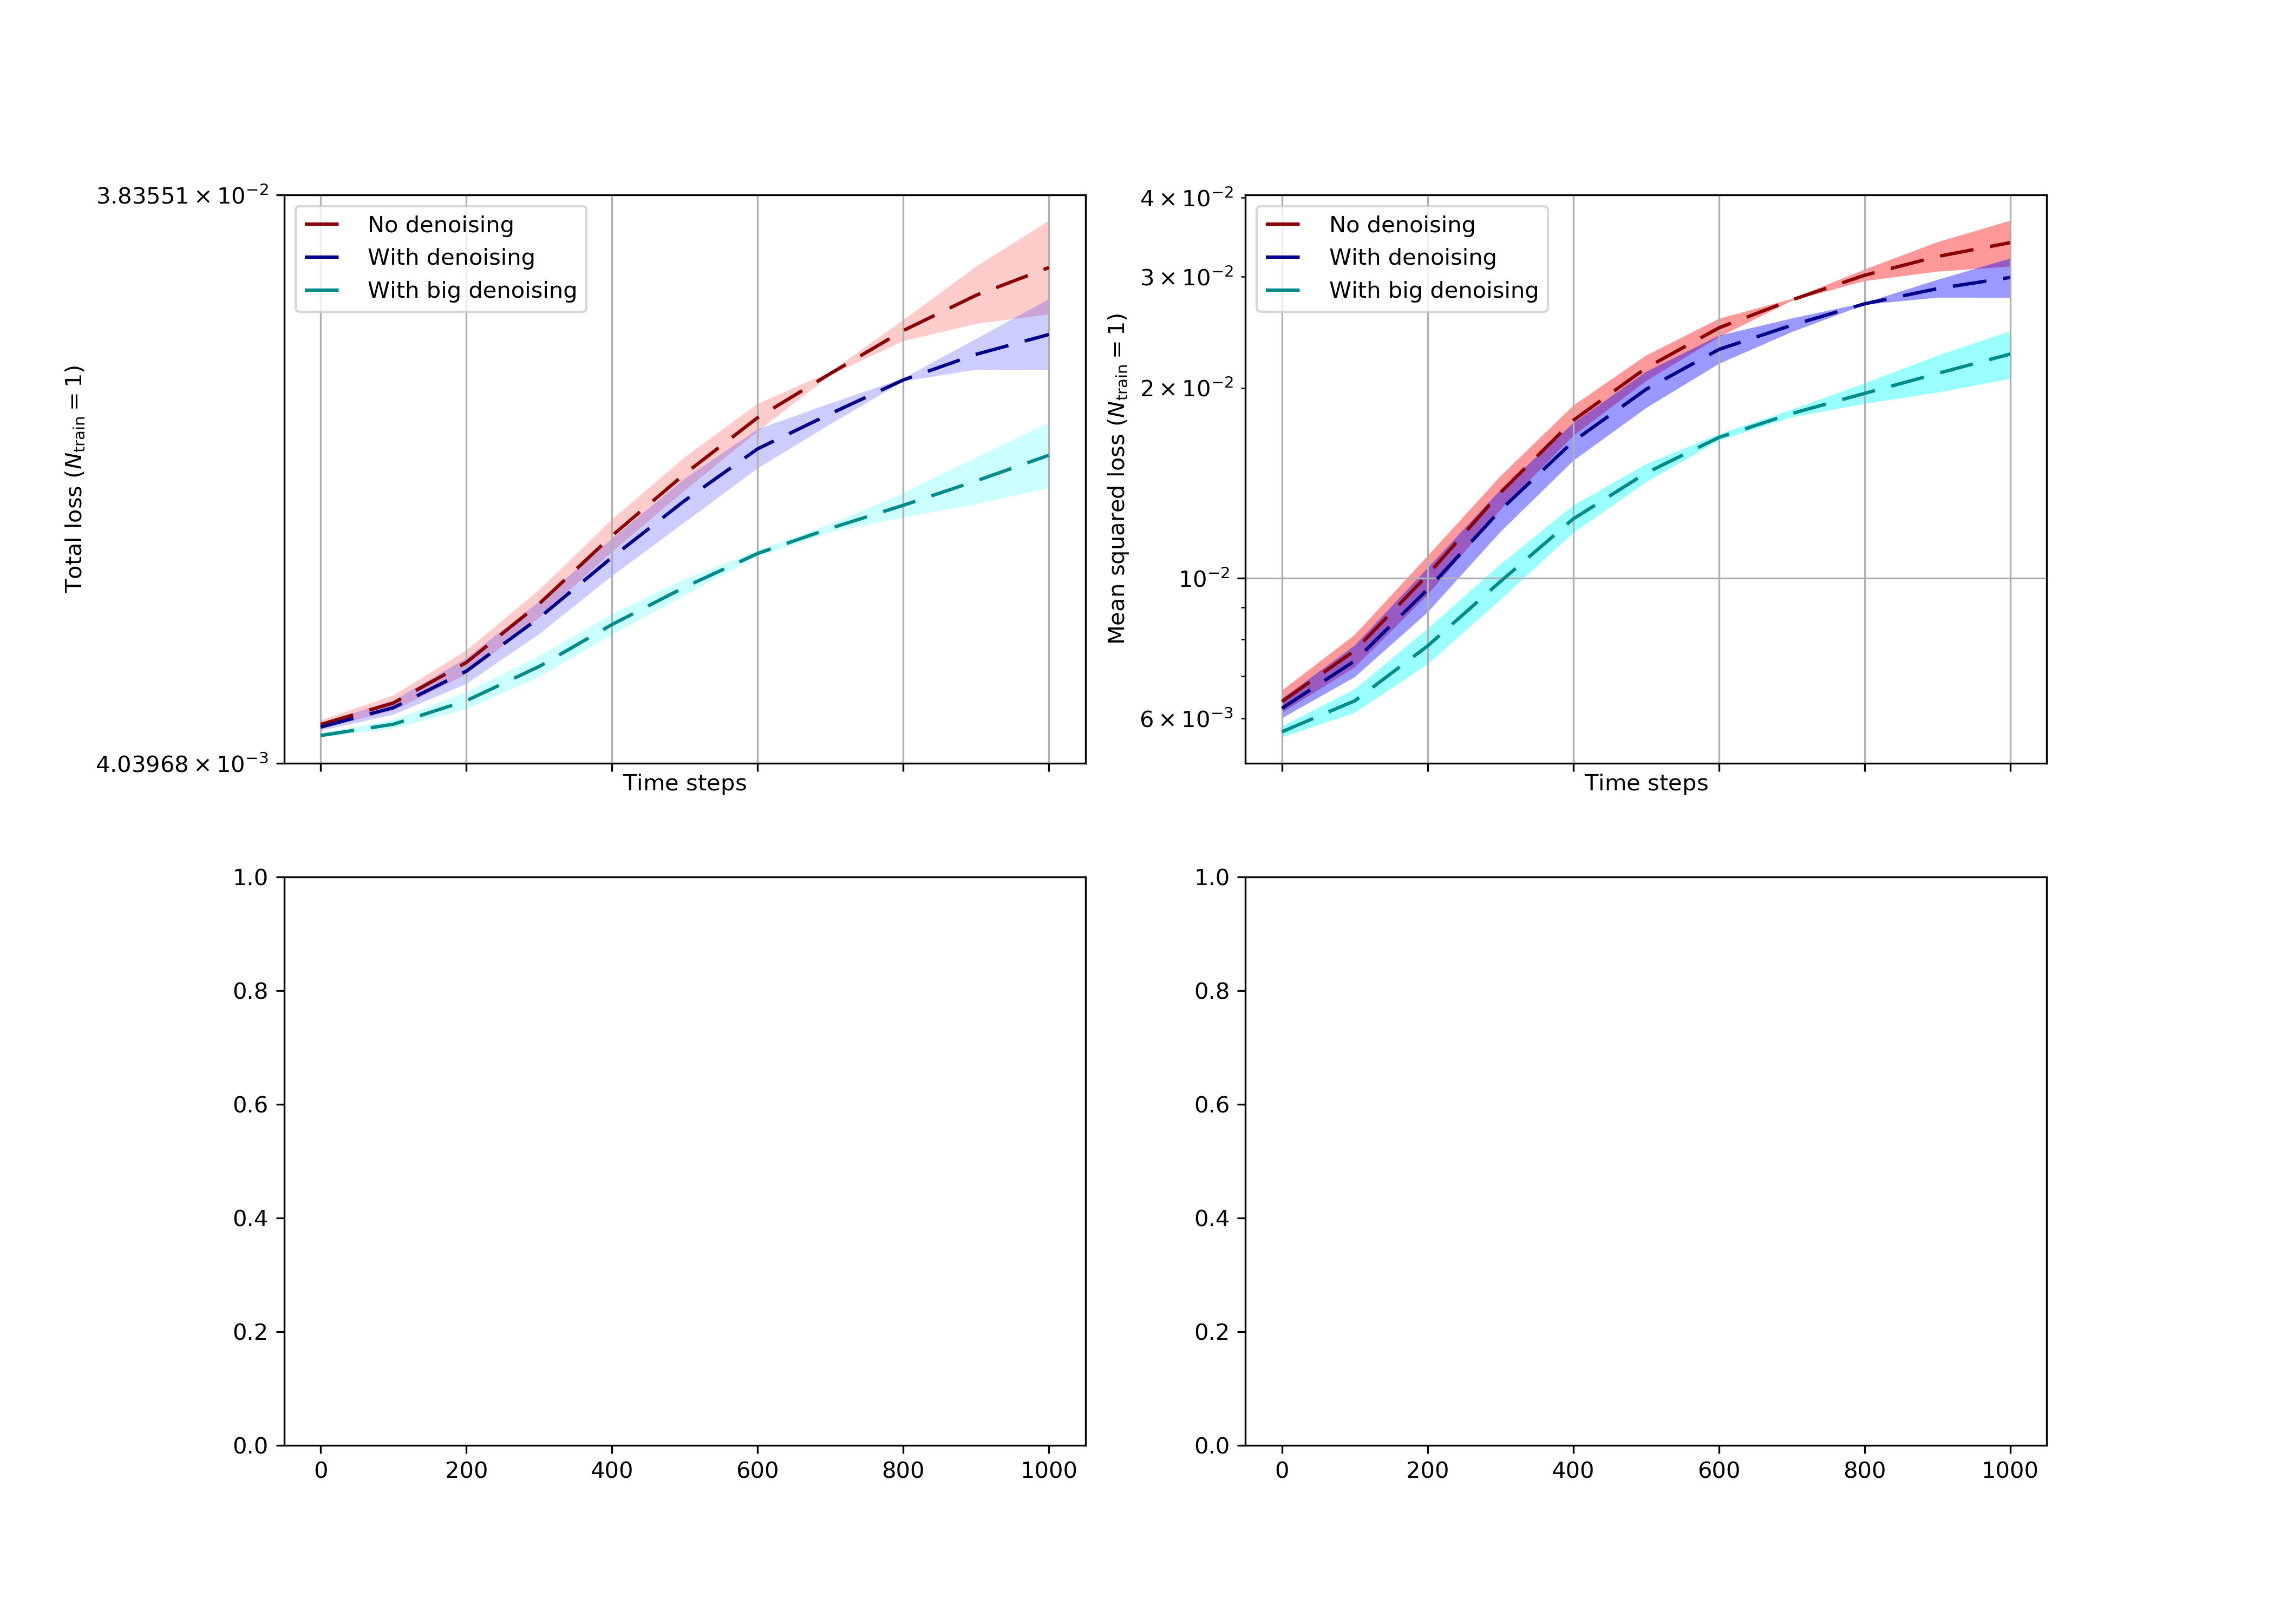 Total loss (N_train = 1)
3.83551 × 10^−2
4.03968 × 10^−3
No denoising
With denoising
With big denoising
Time steps
Mean squared loss (N_train = 1)
4 × 10^−2
3 × 10^−2
2 × 10^−2
10^−2
6 × 10^−3
No denoising
With denoising
With big denoising
Time steps
1.0
0.8
0.6
0.4
0.2
0.0
0 200 400 600 800 1000
1.0
0.8
0.6
0.4
0.2
0.0
0 200 400 600 800 1000